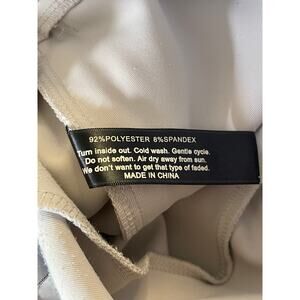 92%POLYESTER 8%SPANDEX
Turn inside out. Cold wash. Gentle cycle.
Do not soften. Air dry away from sun.
We don't want to get that type of faded.
MADE IN CHINA